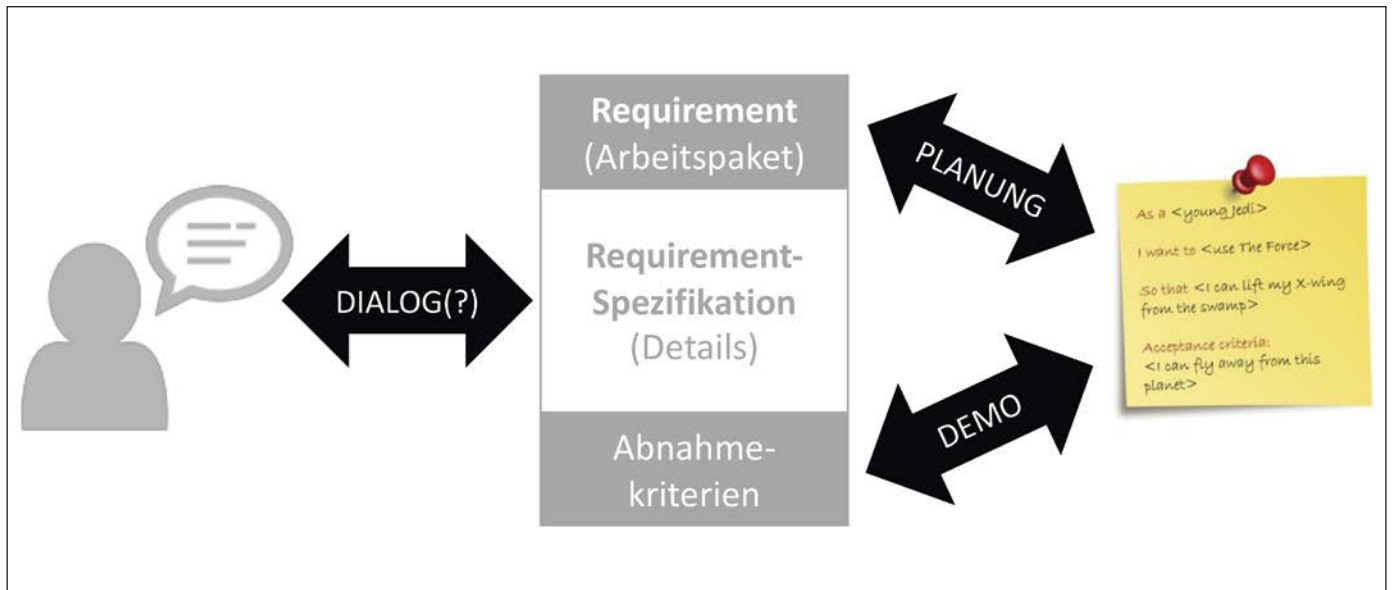 DIALOG(?)
Requirement
(Arbeitspaket)
Requirement-
Spezifikation
(Details)
Abnahme-
kriterien
PLANUNG
DEMO
As a <young Jedi>
I want to <use The Force>
So that <I can lift my X-wing
from the swamp>
Acceptance criteria:
<I can fly away from this
planet>